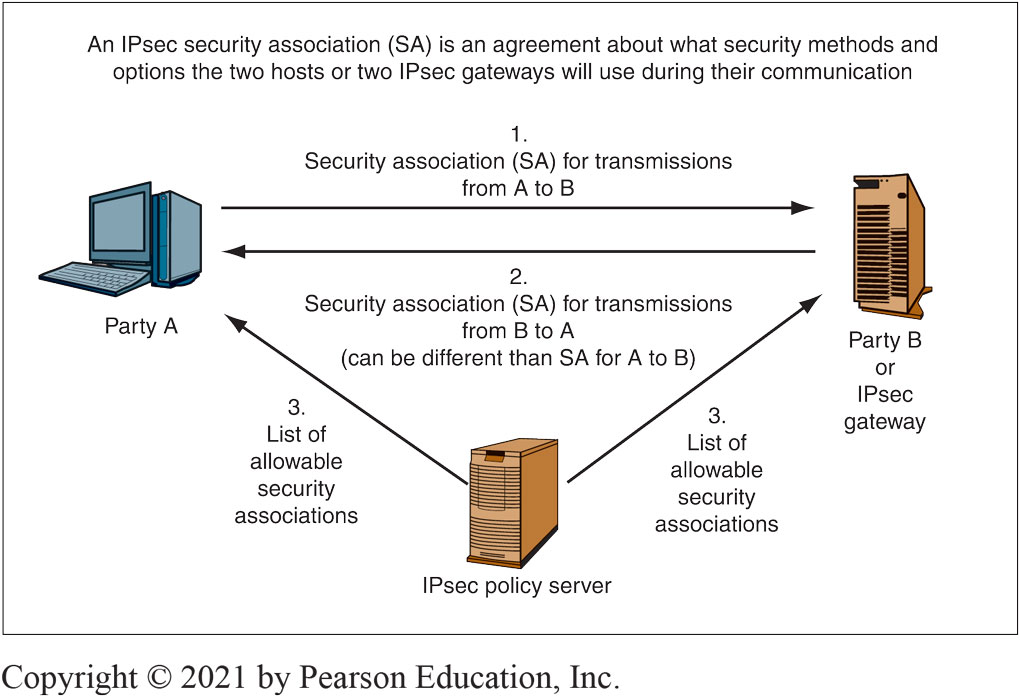 An IPsec security association (SA) is an agreement about what security methods and
options the two hosts or two IPsec gateways will use during their communication
1.
Security association (SA) for transmissions
from A to B
Party A
2.
Security association (SA) for transmissions
from B to A
(can be different than SA for A to B)
Party B
or
IPsec
gateway
3.
List of
allowable
security
associations
3.
List of
allowable
security
associations
IPsec policy server
Copyright © 2021 by Pearson Education, Inc.